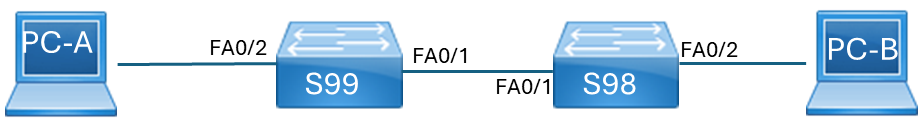 PC-A
FA0/2
S99
FA0/1
FA0/1
S98
FA0/2
PC-B